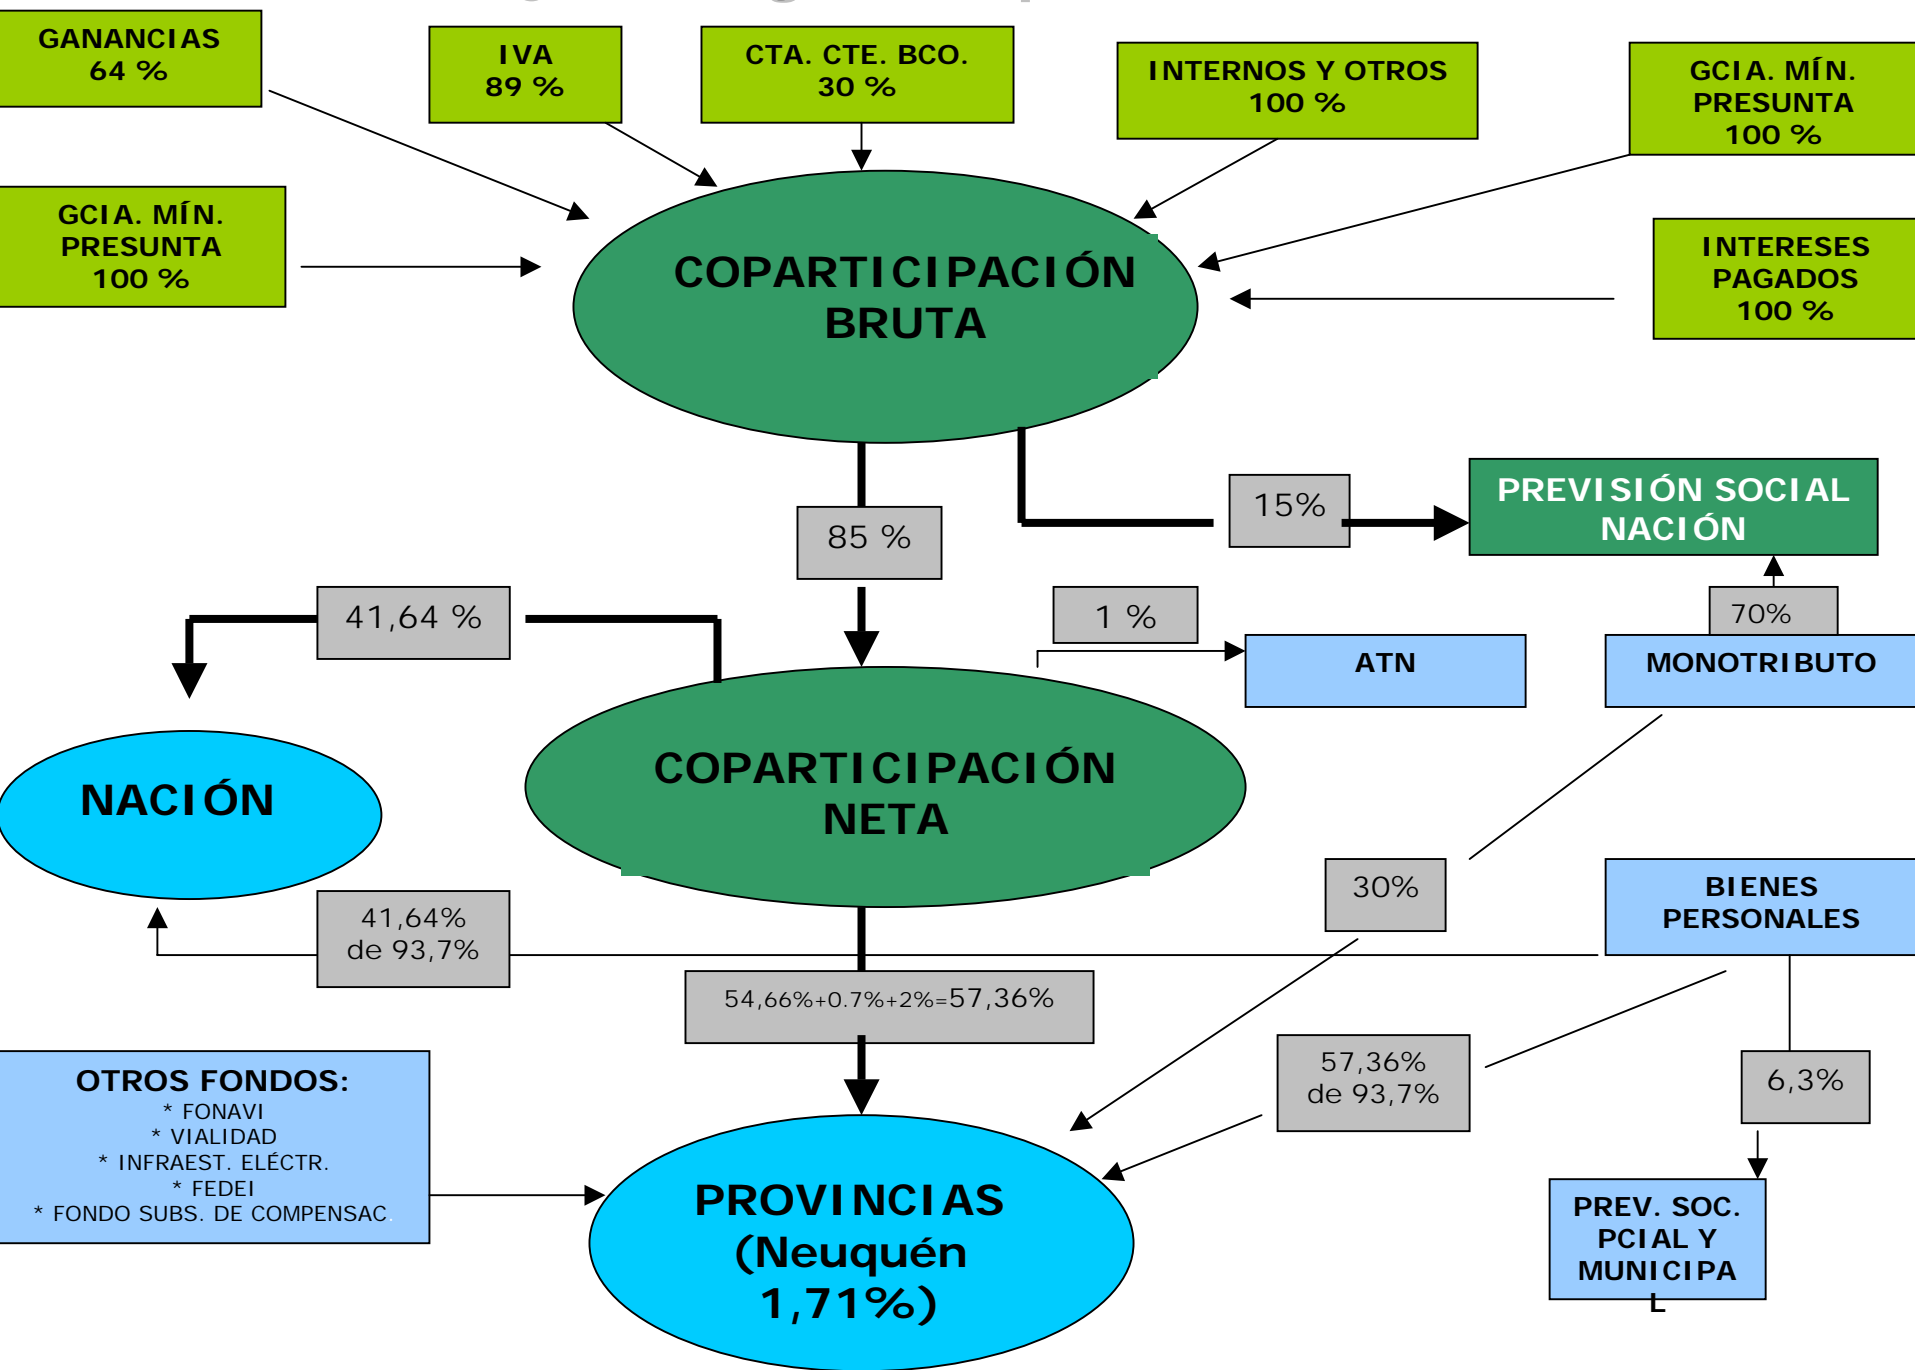 GANANCIAS
64 %
IVA
89 %
CTA. CTE. BCO.
30 %
INTERNOS Y OTROS
100 %
GCIA. MÍN.
PRESUNTA
100 %
GCIA. MÍN.
PRESUNTA
100 %
COPARTICIPACIÓN
BRUTA
INTERESES
PAGADOS
100 %
85 %
15%
PREVISIÓN SOCIAL
NACIÓN
41,64 %
1 %
70%
ATN
MONOTRIBUTO
NACIÓN
COPARTICIPACIÓN
NETA
30%
BIENES
PERSONALES
41,64%
de 93,7%
54,66%+0.7%+2%=57,36%
57,36%
de 93,7%
6,3%
OTROS FONDOS:
* FONAVI
* VIALIDAD
* INFRAEST. ELÉCTR.
* FEDEI
* FONDO SUBS. DE COMPENSAC.
PROVINCIAS
(Neuquén
1,71%)
PREV. SOC.
PCIAL Y
MUNICIPA
L